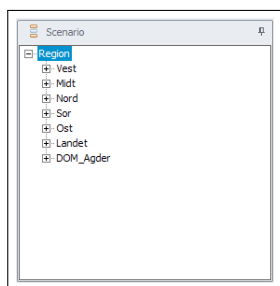 Scenario
Region
Vest
Midt
Nord
Sor
Ost
Landet
DOM_Agder